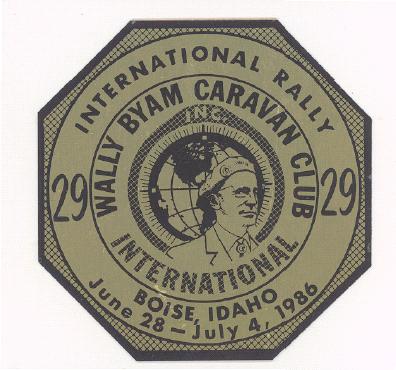 INTERNATIONAL RALLY
WALLY BYAM CARAVAN CLUB
INC.
29
29
INTERNATIONAL
BOiSE, IDAHO
June 28 — July 4, 1986